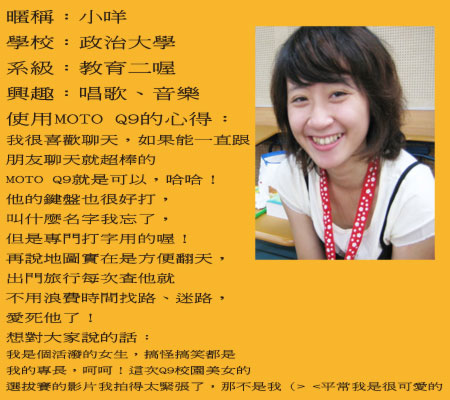 暱稱：小咩
學校：政治大學
系級：教育二喔
興趣：唱歌、音樂
使用MOTO Q9的心得：
我很喜歡聊天，如果能一直跟
朋友聊天就超棒的
MOTO Q9就是可以，哈哈！
他的鍵盤也很好打，
叫什麼名字我忘了，
但是專門打字用的喔！
再說地圖實在是方便翻天，
出門旅行每次查他就
不用浪費時間找路、迷路，
愛死他了！
想對大家說的話：
我是個活潑的女生，搞怪搞笑都是
我的專長，呵呵！這次Q9校園美女的
選拔賽的影片我拍得太緊張了，那不是我（> <平常我是很可愛的